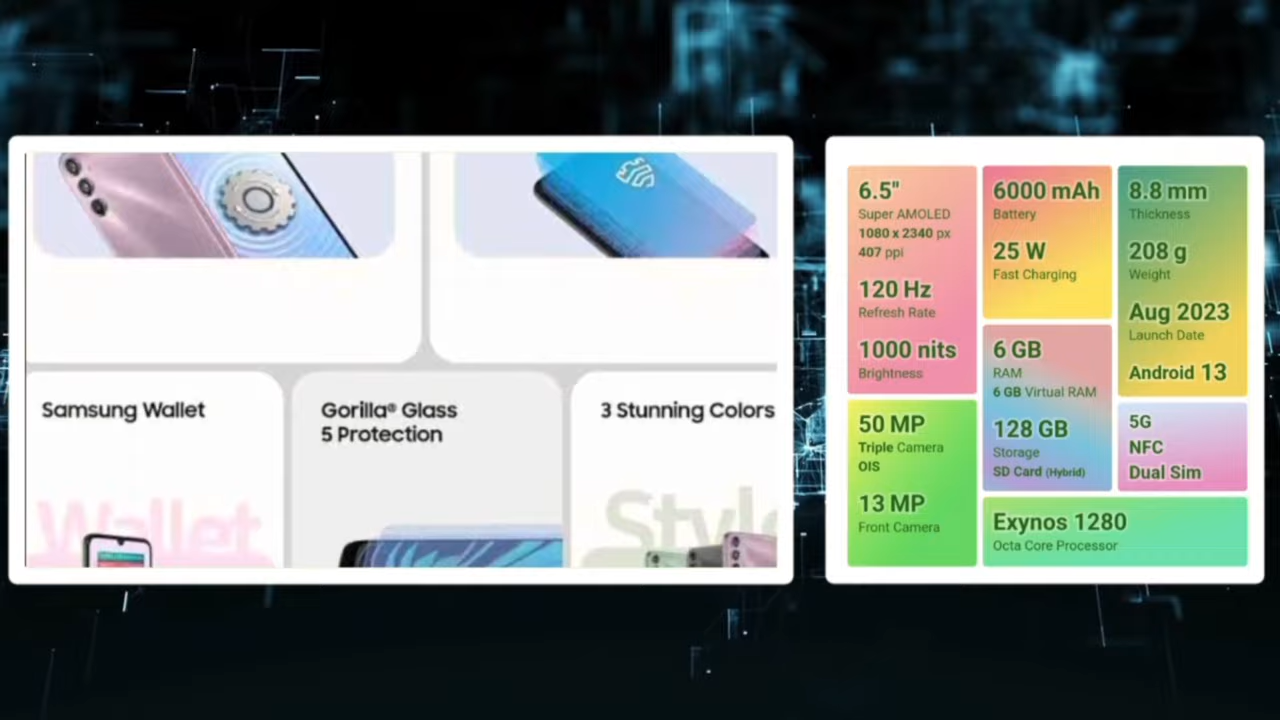 Samsung Wallet
Gorilla® Glass
5 Protection
3 Stunning Colors
Wallet
Style
6.5"
Super AMOLED
1080 x 2340 px
407 ppi
120 Hz
Refresh Rate
1000 nits
Brightness
50 MP
Triple Camera
OIS
13 MP
Front Camera
6000 mAh
Battery
25 W
Fast Charging
6 GB
RAM
6 GB Virtual RAM
128 GB
Storage
SD Card (Hybrid)
8.8 mm
Thickness
208 g
Weight
Aug 2023
Launch Date
Android 13
5G
NFC
Dual Sim
Exynos 1280
Octa Core Processor